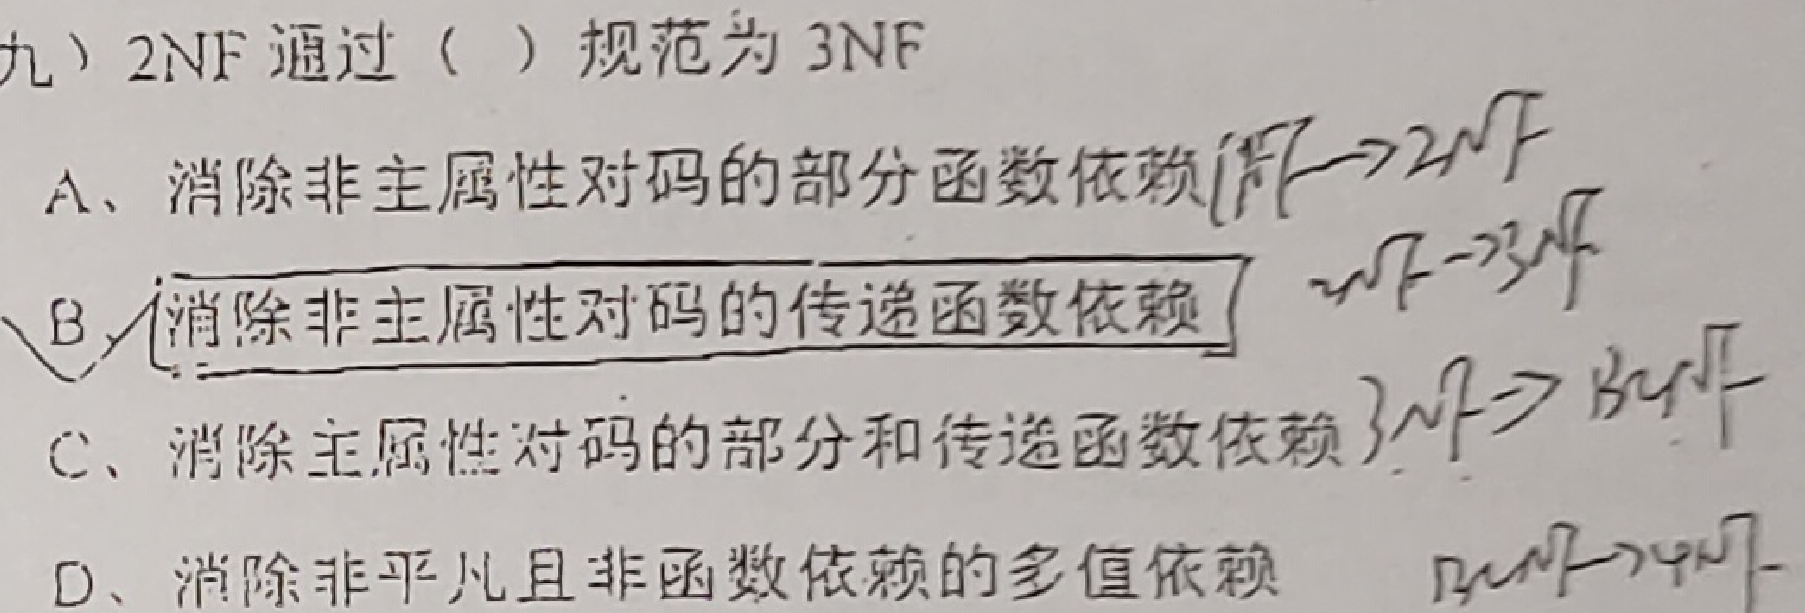 九）2NF 通过（ ）规范为 3NF
A、消除非主属性对码的部分函数依赖 1NF→2NF
B、消除非主属性对码的传递函数依赖 2NF→3NF
C、消除主属性对码的部分和传递函数依赖 3NF→BCNF
D、消除非平凡且非函数依赖的多值依赖 BCNF→4NF